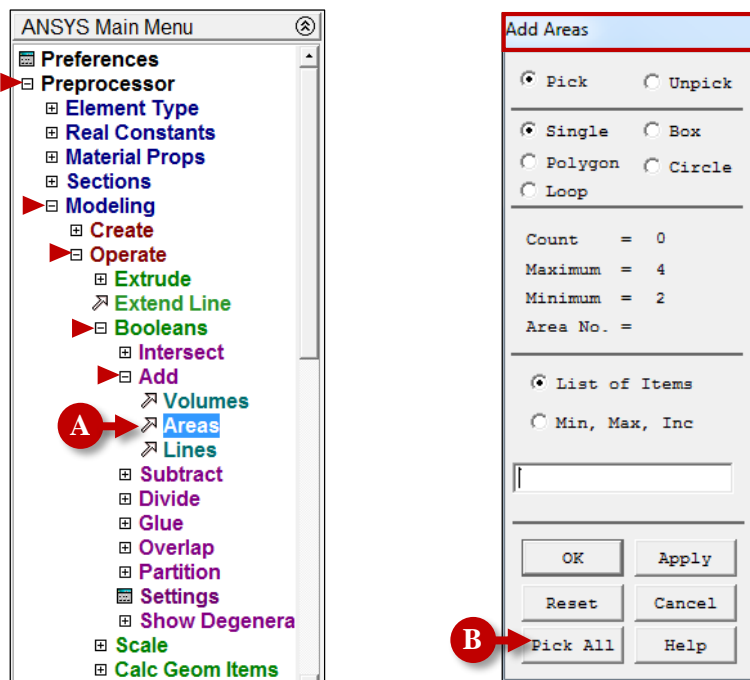 ANSYS Main Menu
Preferences
Preprocessor
Element Type
Real Constants
Material Props
Sections
Modeling
Create
Operate
Extrude
Extend Line
Booleans
Intersect
Add
Volumes
A Areas
Lines
Subtract
Divide
Glue
Overlap
Partition
Settings
Show Degenera
Scale
Calc Geom Items
Add Areas
Pick Unpick
Single Box
Polygon Circle
Loop
Count = 0
Maximum = 4
Minimum = 2
Area No. =
List of Items
Min, Max, Inc
OK Apply
Reset Cancel
B Pick All Help